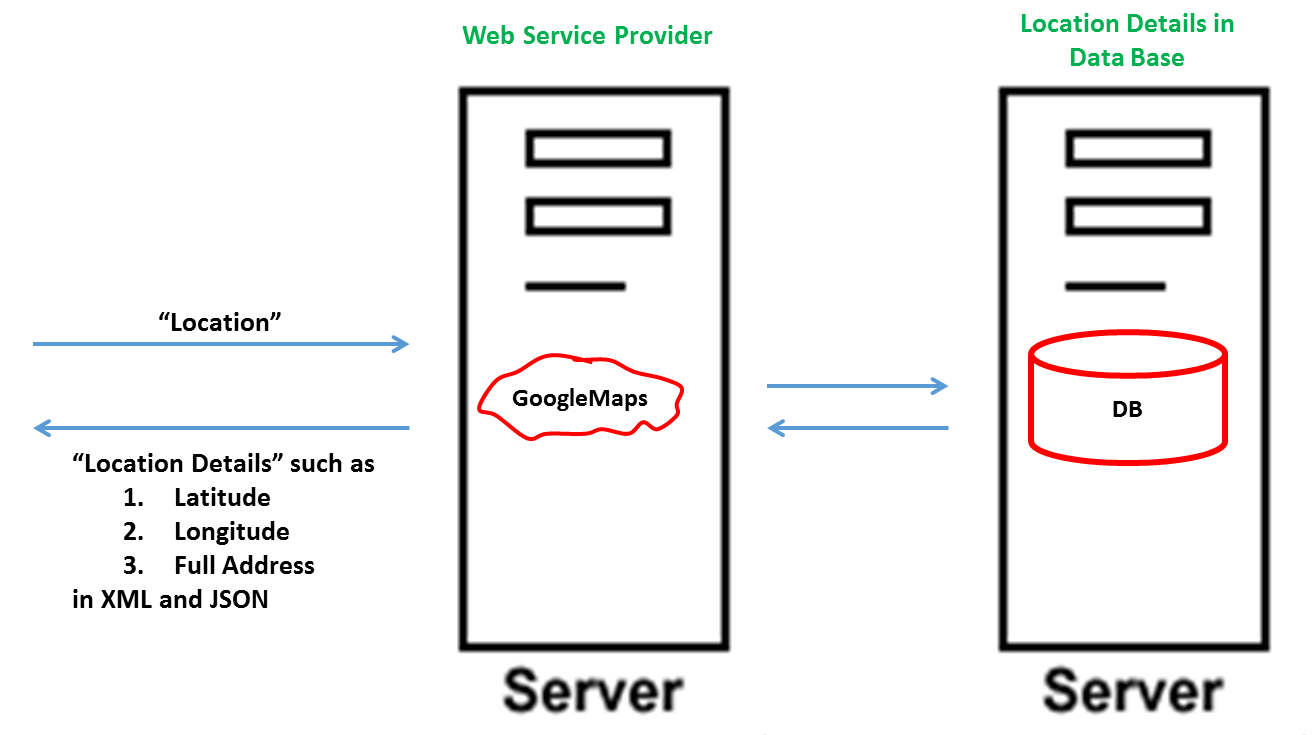 Web Service Provider
Location Details in
Data Base
“Location”
GoogleMaps
DB
“Location Details” such as
1. Latitude
2. Longitude
3. Full Address
in XML and JSON
Server
Server